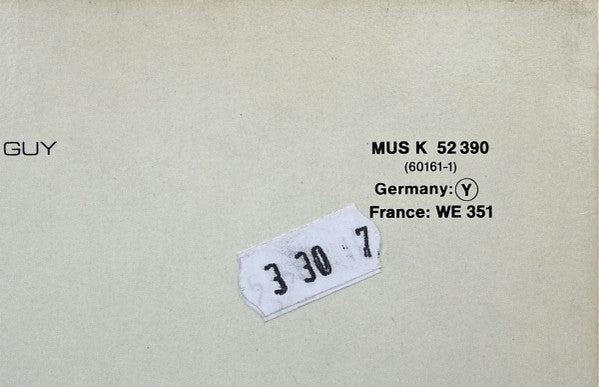 GUY
MUS K 52 390
(60161-1)
Germany: Y
France: WE 351
3 30 7